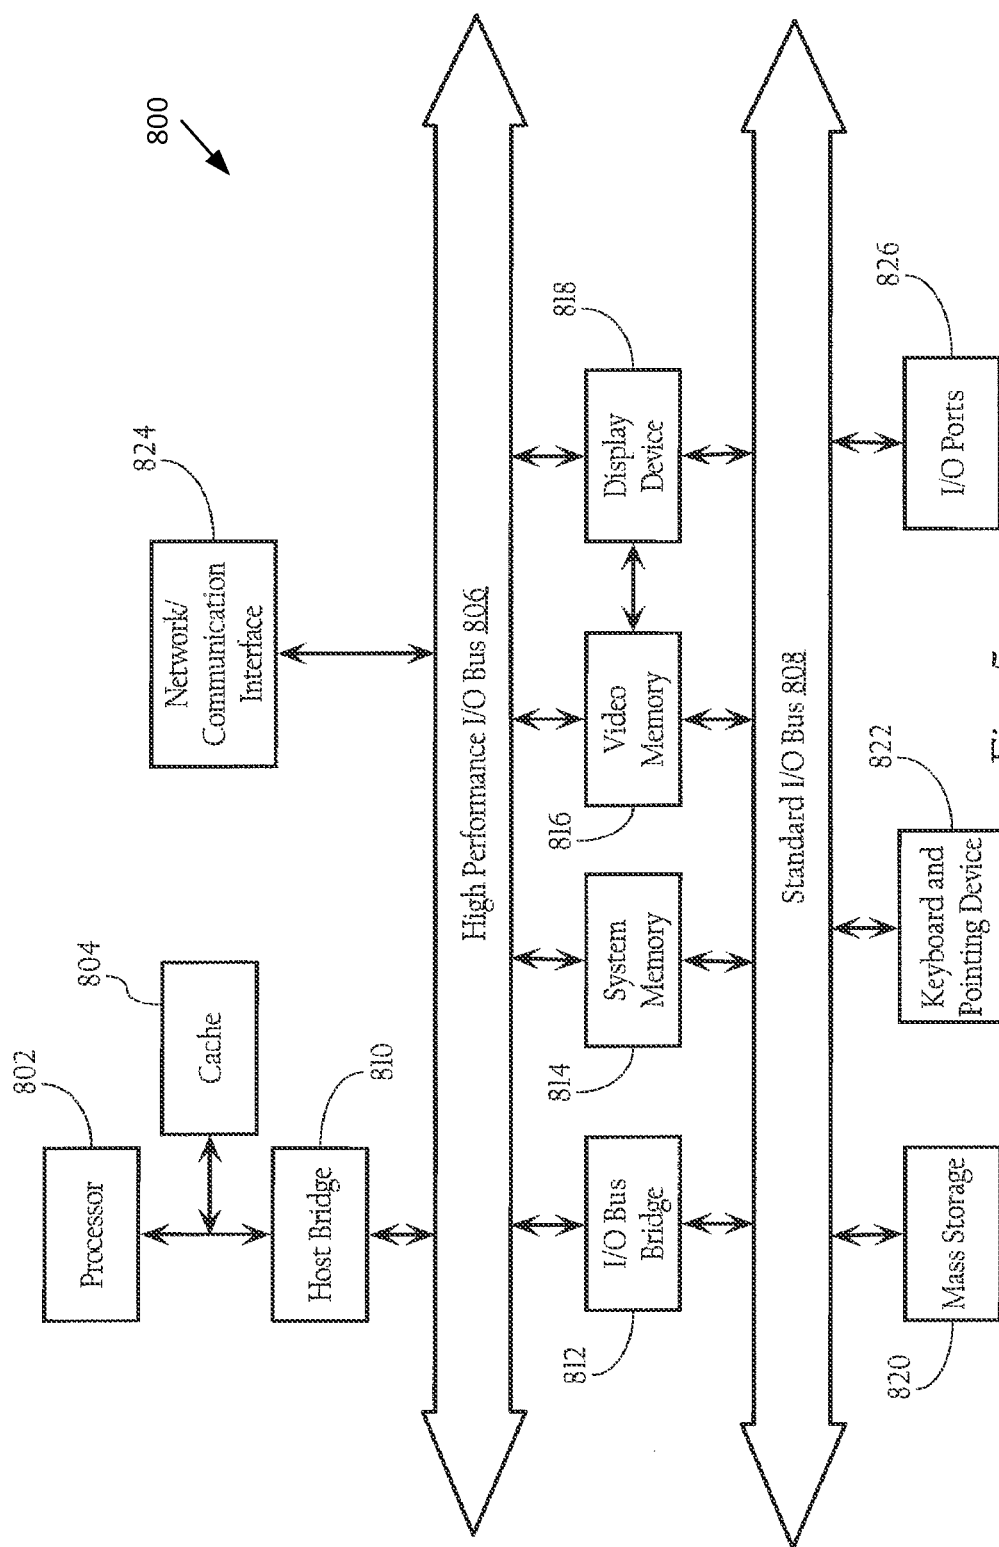 800
802
Processor
804
Cache
Host Bridge
810
Network/
Communication
Interface
824
High Performance I/O Bus 806
812
I/O Bus
Bridge
814
System
Memory
816
Video
Memory
818
Display
Device
Standard I/O Bus 808
820
Mass Storage
Keyboard and
Pointing Device
822
I/O Ports
826